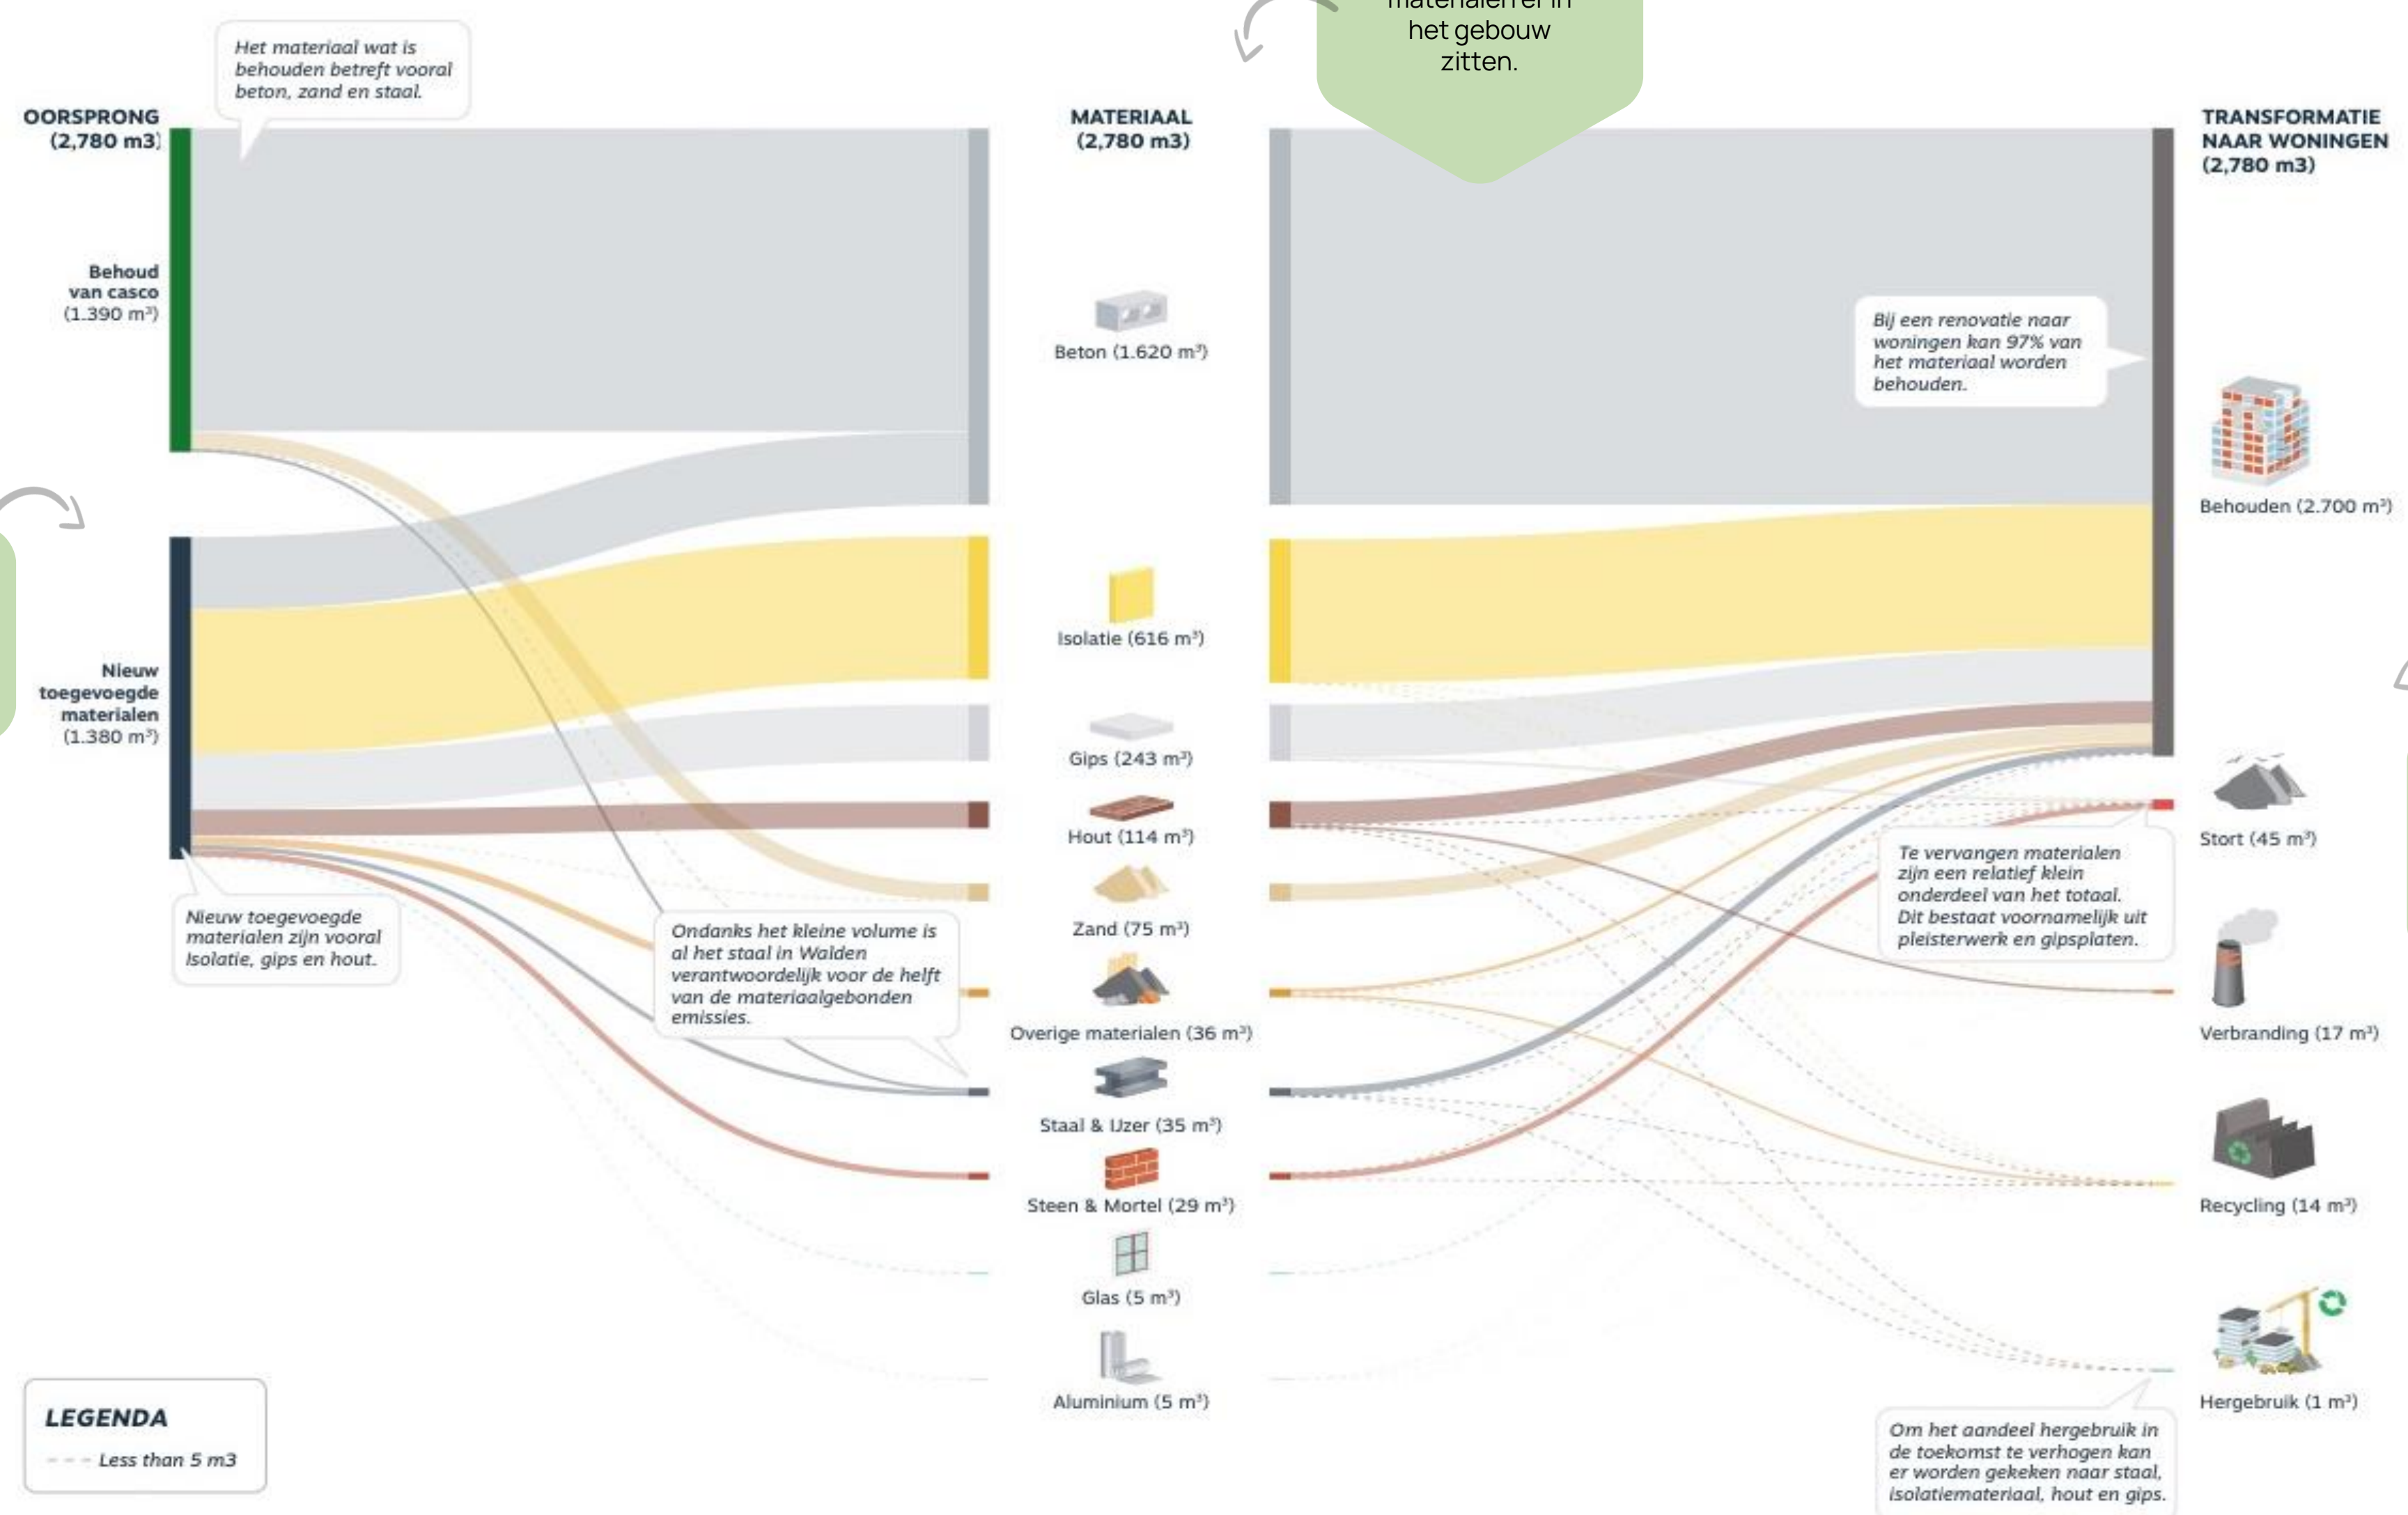 materialen er in
het gebouw
zitten.
Het materiaal wat is
behouden betreft vooral
beton, zand en staal.
OORSPRONG
(2,780 m3)
MATERIAAL
(2,780 m3)
TRANSFORMATIE
NAAR WONINGEN
(2,780 m3)
Behoud
van casco
(1.390 m³)
Nieuw
toegevoegde
materialen
(1.380 m³)
Nieuw toegevoegde
materialen zijn vooral
Isolatie, gips en hout.
Ondanks het kleine volume is
al het staal in Walden
verantwoordelijk voor de helft
van de materiaalgebonden
emissies.
Beton (1.620 m³)
Isolatie (616 m³)
Gips (243 m³)
Hout (114 m³)
Zand (75 m³)
Overige materialen (36 m³)
Staal & IJzer (35 m³)
Steen & Mortel (29 m³)
Glas (5 m³)
Aluminium (5 m³)
Bij een renovatie naar
woningen kan 97% van
het materiaal worden
behouden.
Behouden (2.700 m³)
Stort (45 m³)
Te vervangen materialen
zijn een relatief klein
onderdeel van het totaal.
Dit bestaat voornamelijk uit
pleisterwerk en gipsplaten.
Verbranding (17 m³)
Recycling (14 m³)
Hergebruik (1 m³)
Om het aandeel hergebruik in
de toekomst te verhogen kan
er worden gekeken naar staal,
isolatiemateriaal, hout en gips.
LEGENDA
Less than 5 m3